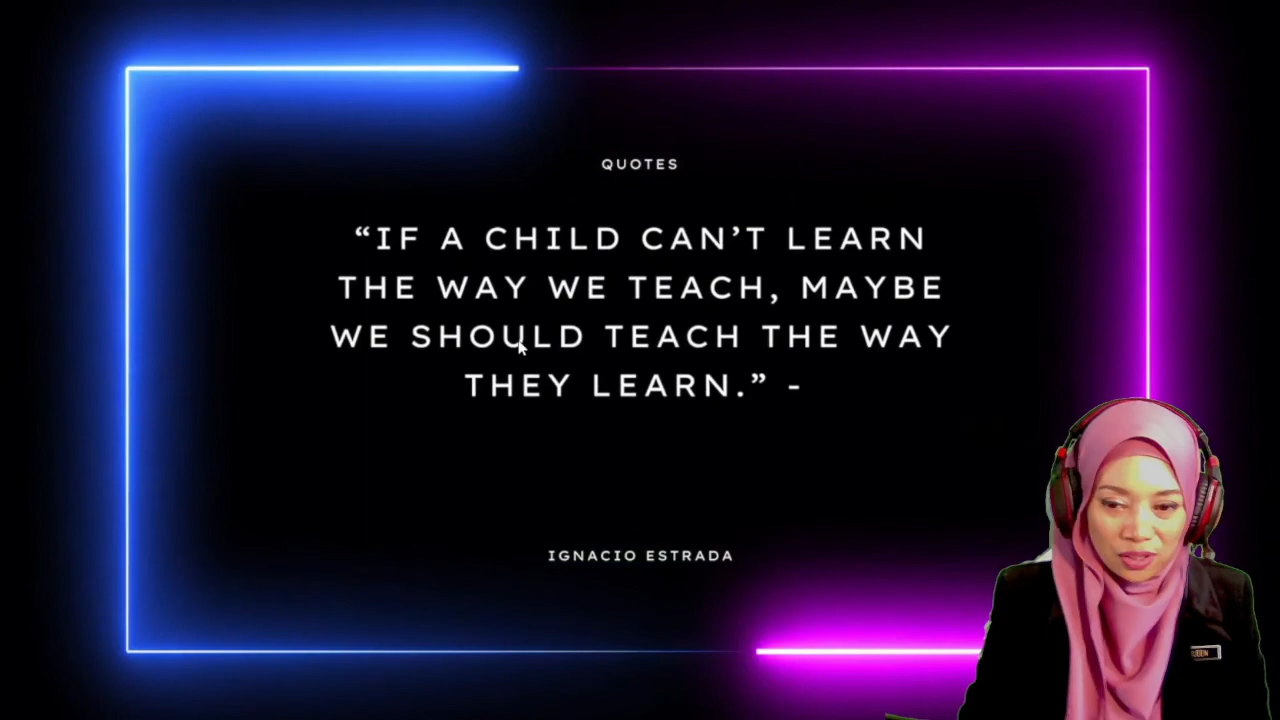 QUOTES
“IF A CHILD CAN’T LEARN
THE WAY WE TEACH, MAYBE
WE SHOULD TEACH THE WAY
THEY LEARN.” -
IGNACIO ESTRADA